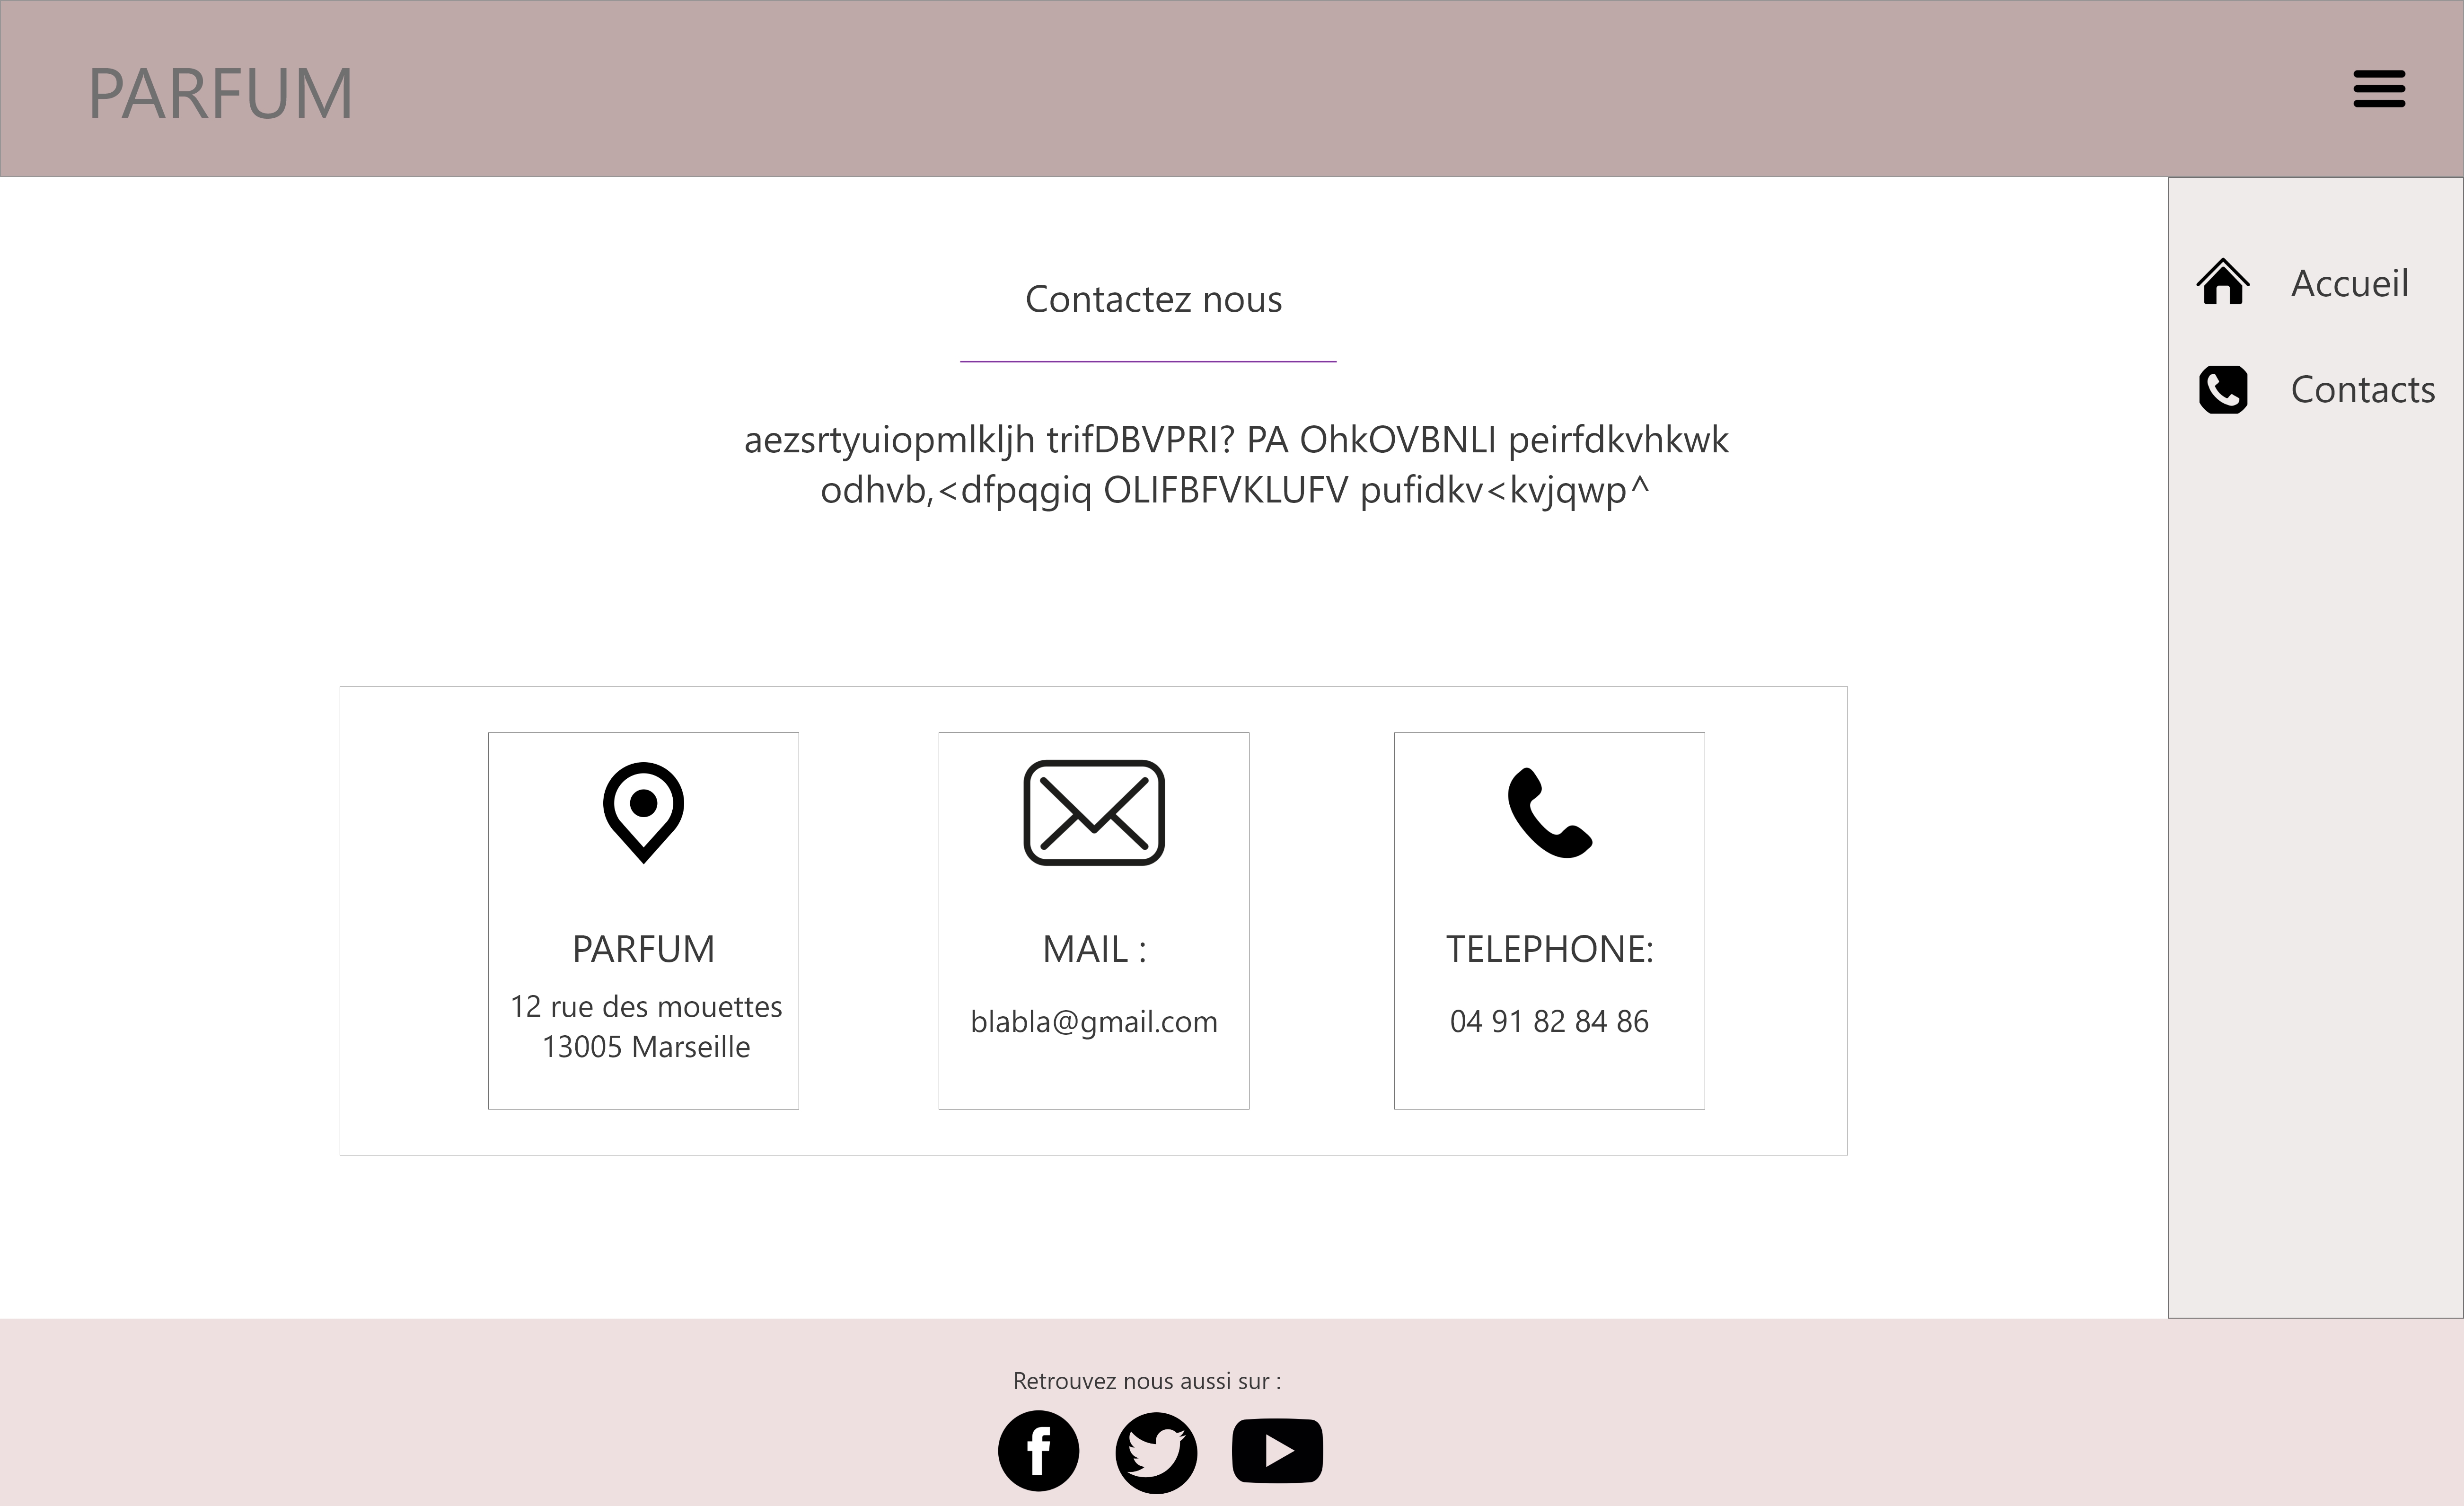 PARFUM
Accueil
Contacts
Contactez nous
aezsrtyuiopmlkljh trifDBVPRI? PA OhkOVBNLI peirfdkvhkwk
odhvb,<dfpqgiq OLIFBFVKLUFV pufidkv<kvjqwp^
PARFUM
12 rue des mouettes
13005 Marseille
MAIL :
blabla@gmail.com
TELEPHONE:
04 91 82 84 86
Retrouvez nous aussi sur :